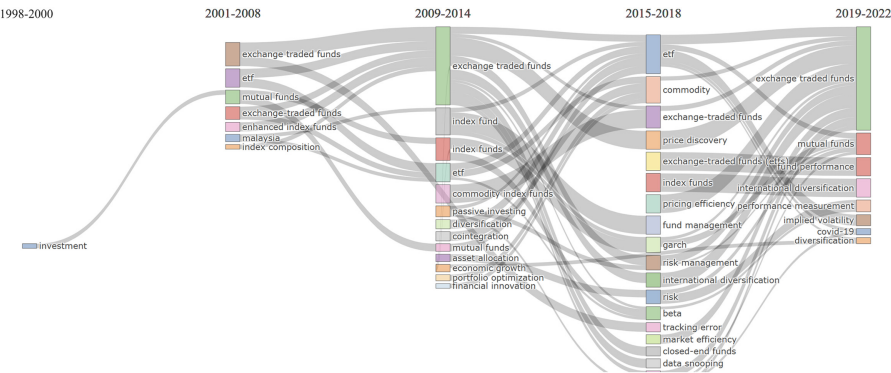 1998-2000
2001-2008
2009-2014
2015-2018
2019-2022
investment
exchange traded funds
etf
mutual funds
exchange-traded funds
enhanced index funds
malaysia
index composition
exchange traded funds
index fund
index funds
etf
commodity index funds
passive investing
diversification
cointegration
mutual funds
asset allocation
economic growth
portfolio optimization
financial innovation
etf
commodity
exchange-traded funds
price discovery
exchange-traded funds (etfs)
index funds
pricing efficiency
fund management
garch
risk management
international diversification
risk
beta
tracking error
market efficiency
closed-end funds
data snooping
exchange traded funds
mutual funds
fund performance
international diversification
performance measurement
implied volatility
covid-19
diversification